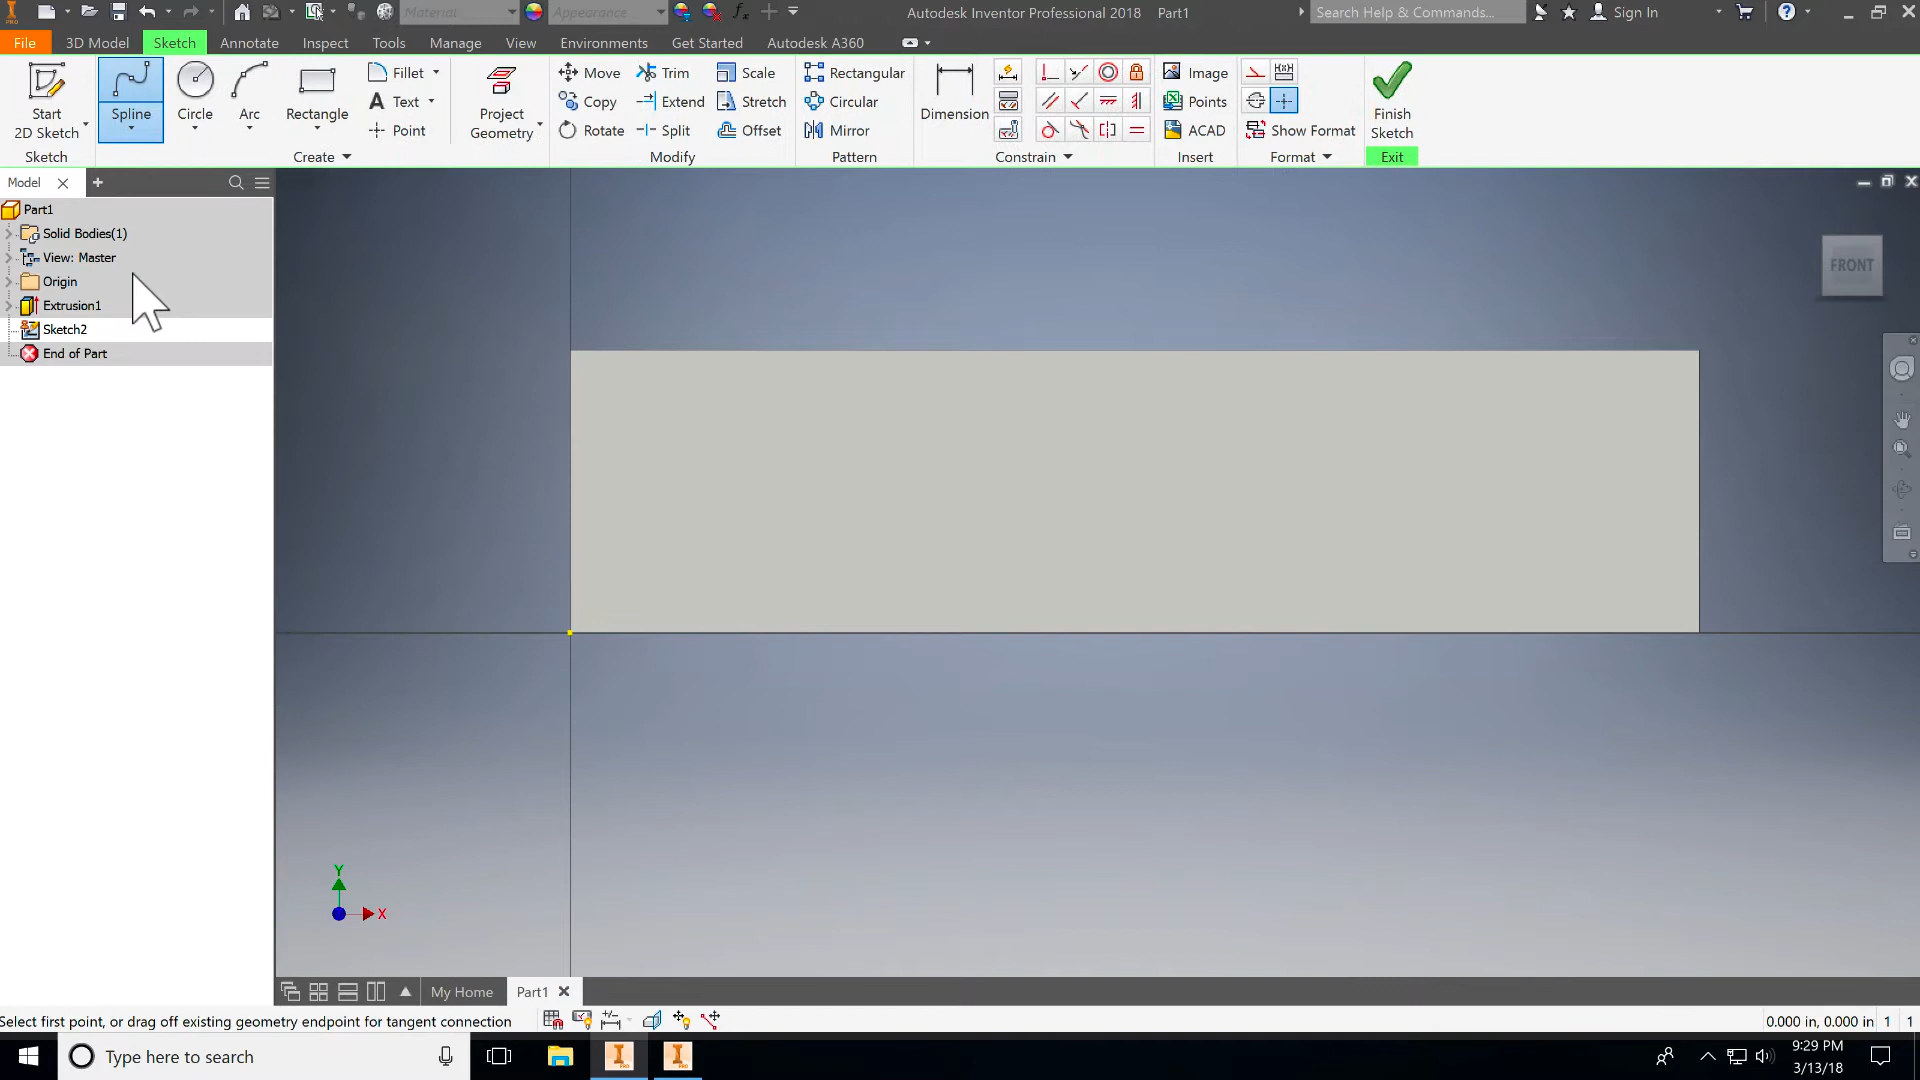 PRO
Material
Appearance
Autodesk Inventor Professional 2018 Part1
Search Help & Commands...
Sign In
File
3D Model
Sketch
Annotate
Inspect
Tools
Manage
View
Environments
Get Started
Autodesk A360
Start
2D Sketch
Spline
Circle
Arc
Rectangle
Fillet
Text
Point
Project
Geometry
Move
Copy
Rotate
Trim
Extend
Split
Scale
Stretch
Offset
Rectangular
Circular
Mirror
Dimension
Image
Points
ACAD
Show Format
Finish
Sketch
Sketch
Create
Modify
Pattern
Constrain
Insert
Format
Exit
Model
Part1
Solid Bodies(1)
View: Master
Origin
Extrusion1
Sketch2
End of Part
FRONT
Y
X
My Home
Part1
Select first point, or drag off existing geometry endpoint for tangent connection
0.000 in, 0.000 in 1 1
Type here to search
PRO
PRO
9:29 PM
3/13/18